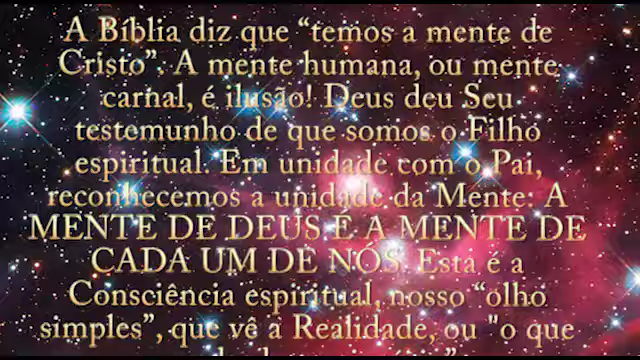 A Bíblia diz que “temos a mente de
Cristo”. A mente humana, ou mente
carnal, é ilusão! Deus deu Seu
testemunho de que somos o Filho
espiritual. Em unidade com o Pai,
reconhecemos a unidade da Mente: A
MENTE DE DEUS É A MENTE DE
CADA UM DE NÓS. Está é a
Consciência espiritual, nosso “olho
simples”, que vê a Realidade, ou "o que